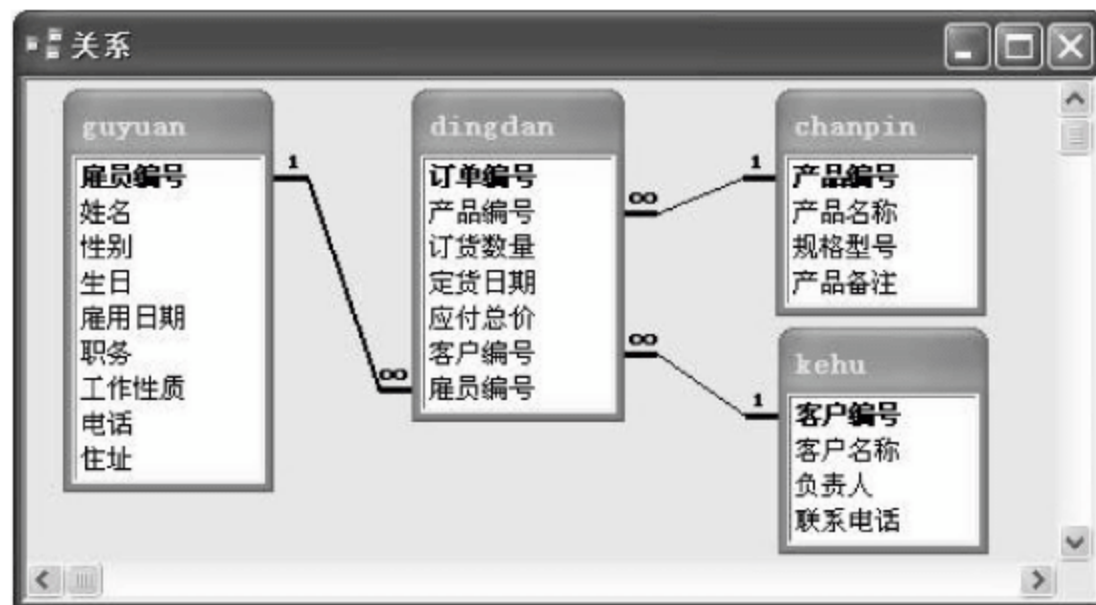 关系
guyuan
雇员编号
姓名
性别
生日
雇用日期
职务
工作性质
电话
住址
1
∞
dingdan
订单编号
产品编号
订货数量
定货日期
应付总价
客户编号
雇员编号
∞
1
∞
1
chanpin
产品编号
产品名称
规格型号
产品备注
kehu
客户编号
客户名称
负责人
联系电话